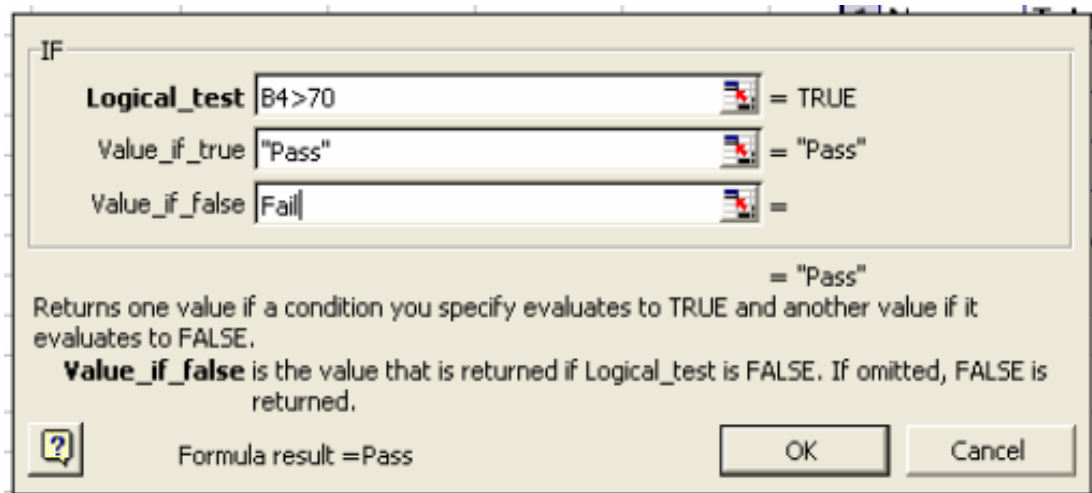 IF
Logical_test B4>70 = TRUE
Value_if_true "Pass" = "Pass"
Value_if_false Fail =
= "Pass"
Returns one value if a condition you specify evaluates to TRUE and another value if it
evaluates to FALSE.
Value_if_false is the value that is returned if Logical_test is FALSE. If omitted, FALSE is
returned.
Formula result =Pass
OK
Cancel